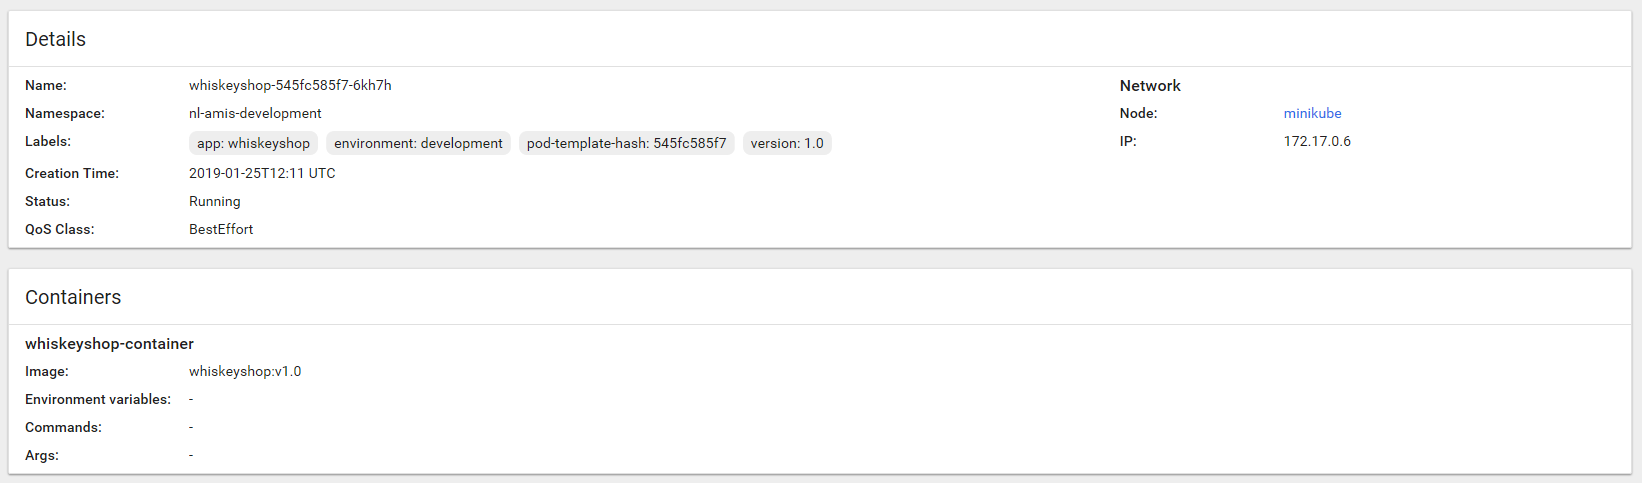 Details
Name: whiskeyshop-545fc585f7-6kh7h
Namespace: nl-amis-development
Labels: app: whiskeyshop environment: development pod-template-hash: 545fc585f7 version: 1.0
Creation Time: 2019-01-25T12:11 UTC
Status: Running
QoS Class: BestEffort
Network
Node: minikube
IP: 172.17.0.6
Containers
whiskeyshop-container
Image: whiskeyshop:v1.0
Environment variables: -
Commands: -
Args: -